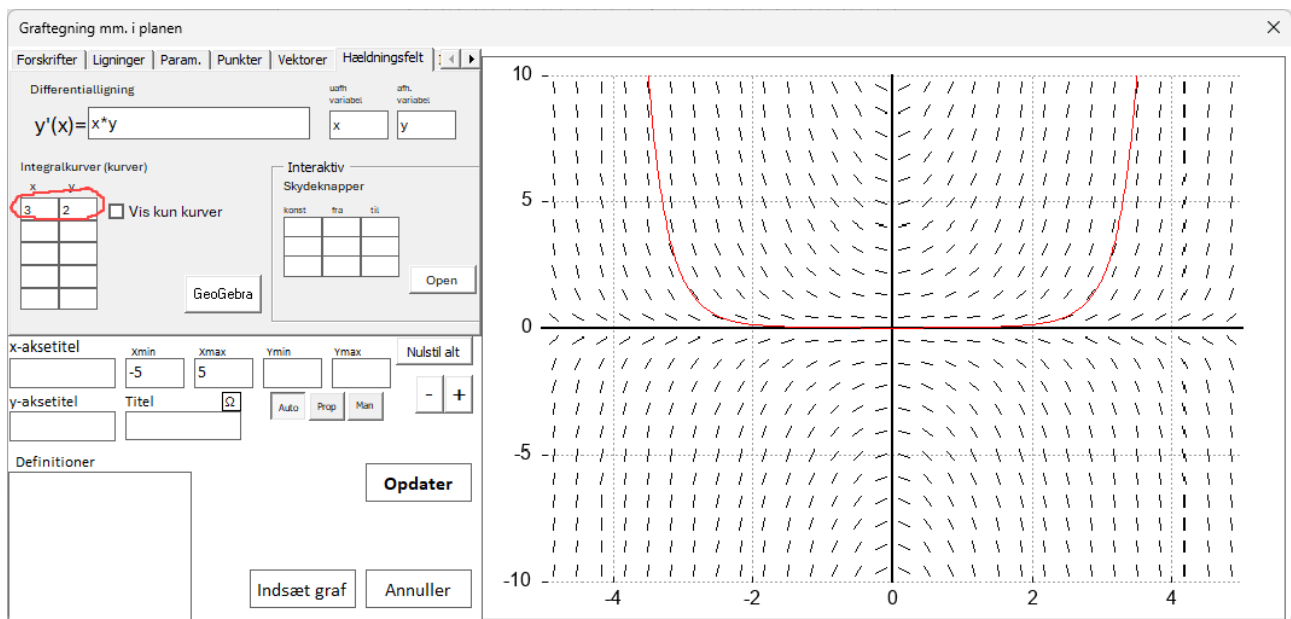 Graftegning mm. i planen
Forskrifter Ligninger Param. Punkter Vektorer Hældningsfelt
Differentialligning
uafh variabel
afh. variabel
y'(x)= x*y
x
y
Integralkurver (kurver)
x y
3 2
Vis kun kurver
GeoGebra
Interaktiv
Skydeknapper
konst fra til
Open
x-aksetitel
Xmin Xmax Ymin Ymax
-5 5
Nulstil alt
y-aksetitel
Titel
Ω
Auto Prop Man
- +
Definitioner
Opdater
Indsæt graf
Annuller
10
5
0
-5
-10
-4 -2 0 2 4